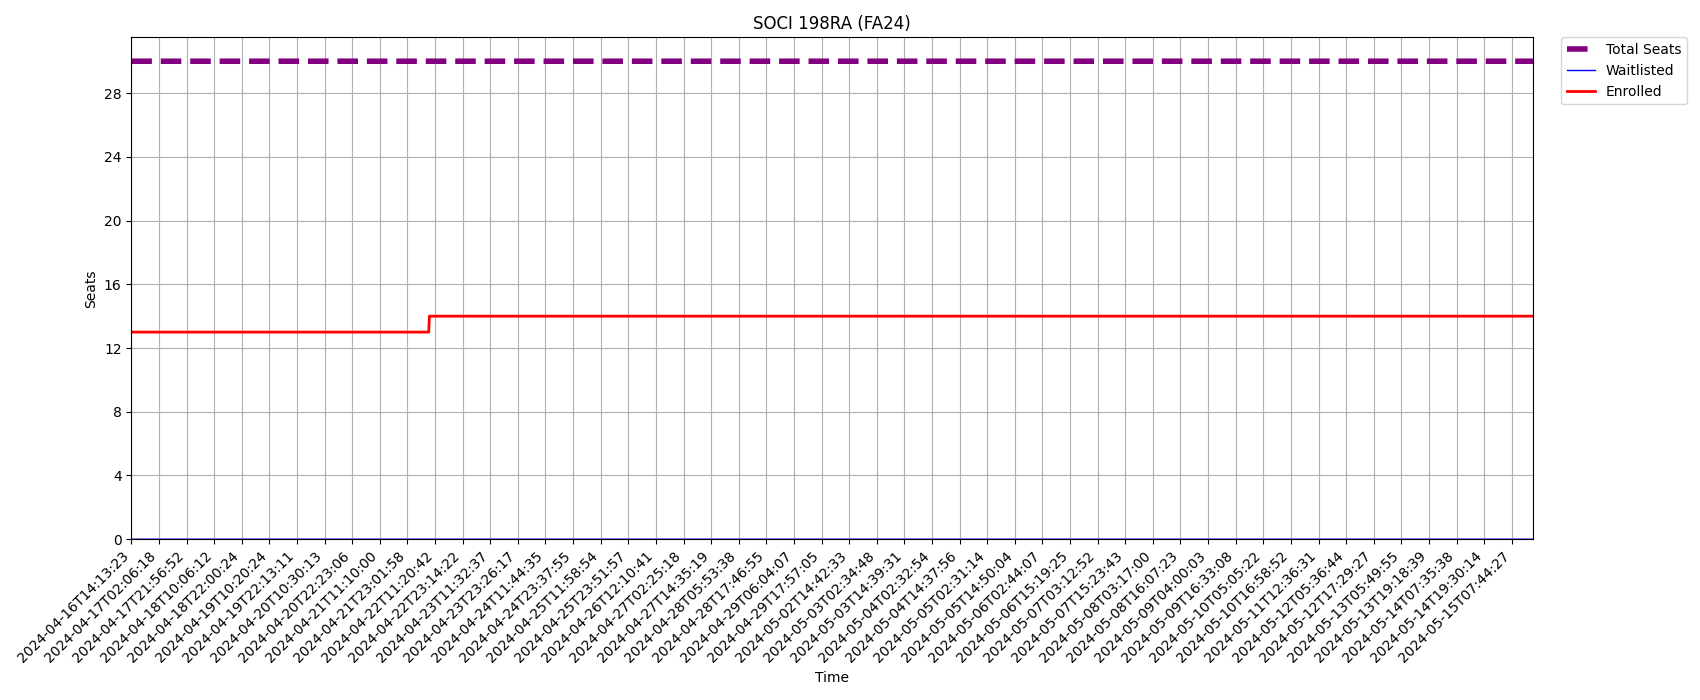 SOCI 198RA (FA24)
Total Seats
Waitlisted
Enrolled
28
24
20
16
12
8
4
0
Seats
2024-04-16T14:13:23
2024-04-17T02:06:18
2024-04-17T21:56:52
2024-04-18T10:06:12
2024-04-18T22:00:24
2024-04-19T10:20:24
2024-04-19T22:13:11
2024-04-20T10:30:13
2024-04-20T22:23:06
2024-04-21T11:10:00
2024-04-21T23:01:58
2024-04-22T11:20:42
2024-04-22T23:14:22
2024-04-23T11:32:37
2024-04-23T23:26:17
2024-04-24T11:44:35
2024-04-24T23:37:55
2024-04-25T11:58:54
2024-04-25T23:51:57
2024-04-26T12:10:41
2024-04-27T02:25:18
2024-04-27T14:35:19
2024-04-28T05:53:38
2024-04-28T17:46:55
2024-04-29T06:04:07
2024-04-29T17:57:05
2024-05-02T14:42:33
2024-05-03T02:34:48
2024-05-03T14:39:31
2024-05-04T02:32:54
2024-05-04T14:37:56
2024-05-05T02:31:14
2024-05-05T14:50:04
2024-05-06T02:44:07
2024-05-06T15:19:25
2024-05-07T03:12:52
2024-05-07T15:23:43
2024-05-08T03:17:00
2024-05-08T16:07:23
2024-05-09T04:00:03
2024-05-09T16:33:08
2024-05-10T05:05:22
2024-05-10T16:58:52
2024-05-11T12:36:31
2024-05-12T05:36:44
2024-05-12T17:29:27
2024-05-13T05:49:55
2024-05-13T19:18:39
2024-05-14T07:35:38
2024-05-14T19:30:14
2024-05-15T07:44:27
Time